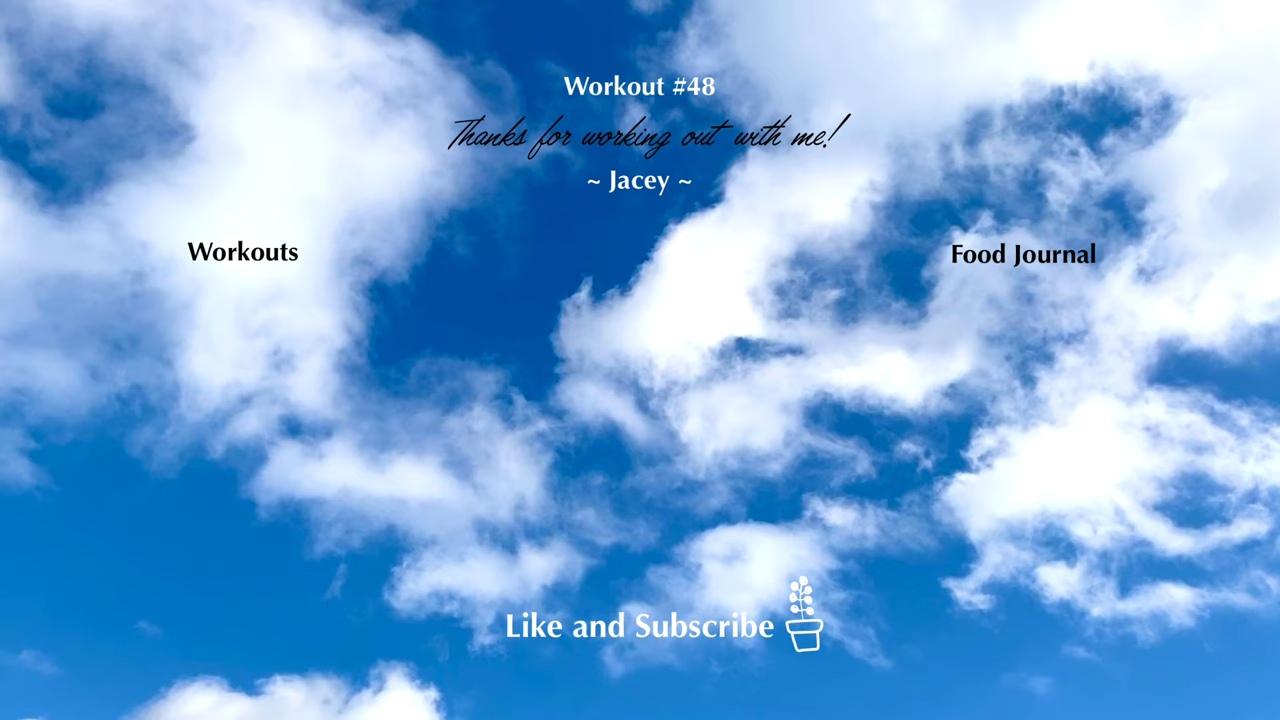 Workout #48
Thanks for working out with me!
~ Jacey ~
Workouts
Food Journal
Like and Subscribe